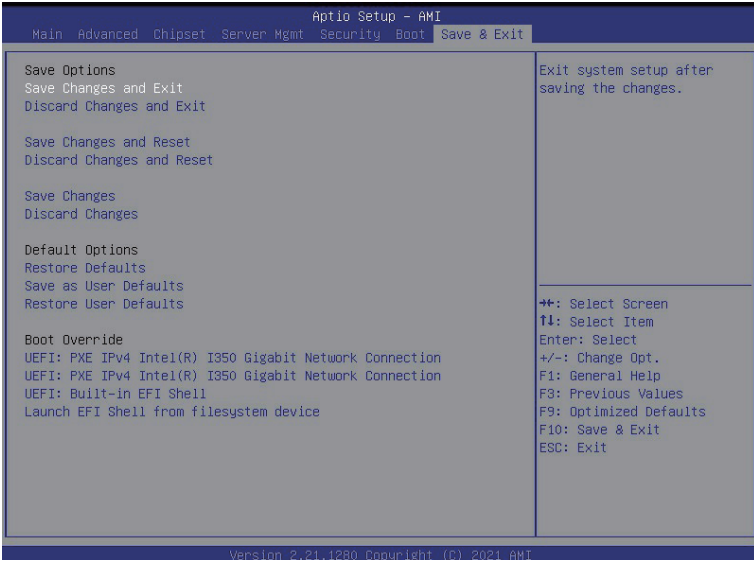 Aptio Setup – AMI
Main Advanced Chipset Server Mgmt Security Boot Save & Exit
Save Options
Save Changes and Exit
Discard Changes and Exit
Save Changes and Reset
Discard Changes and Reset
Save Changes
Discard Changes
Default Options
Restore Defaults
Save as User Defaults
Restore User Defaults
Boot Override
UEFI: PXE IPv4 Intel(R) I350 Gigabit Network Connection
UEFI: PXE IPv4 Intel(R) I350 Gigabit Network Connection
UEFI: Built-in EFI Shell
Launch EFI Shell from filesystem device
Exit system setup after
saving the changes.
→←: Select Screen
↑↓: Select Item
Enter: Select
+/-: Change Opt.
F1: General Help
F3: Previous Values
F9: Optimized Defaults
F10: Save & Exit
ESC: Exit
Version 2.21.1280 Copyright (C) 2021 AMI